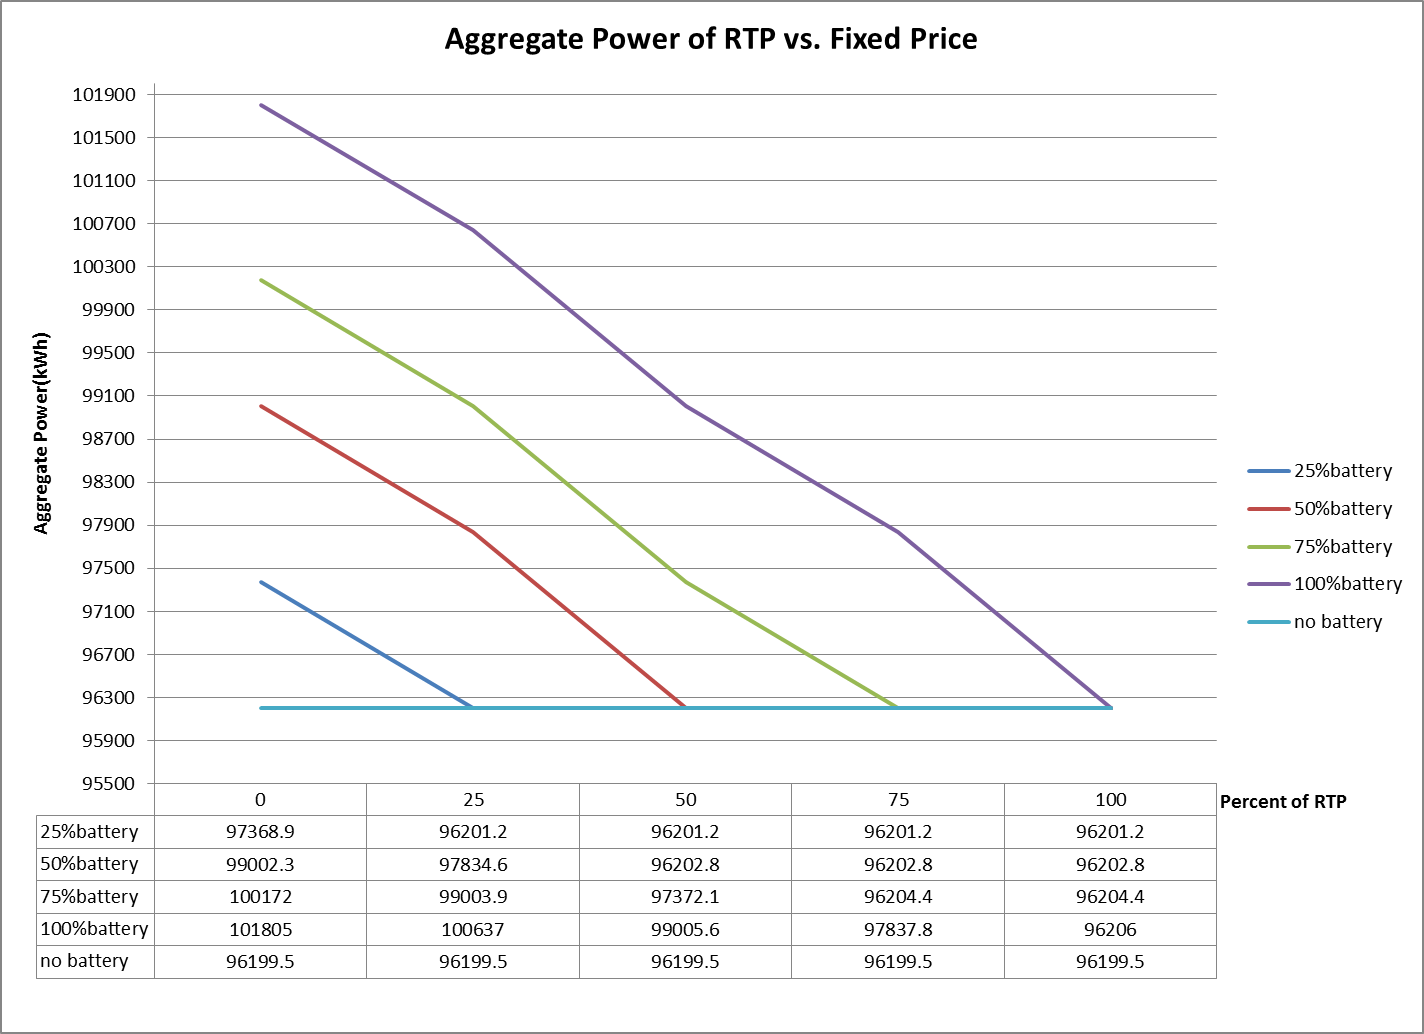 Aggregate Power of RTP vs. Fixed Price
101900
101500
101100
100700
100300
99900
99500
99100
98700
98300
97900
97500
97100
96700
96300
95900
95500
Aggregate Power(kWh)
25%battery
50%battery
75%battery
100%battery
no battery
0 25 50 75 100 Percent of RTP
25%battery 97368.9 96201.2 96201.2 96201.2 96201.2
50%battery 99002.3 97834.6 96202.8 96202.8 96202.8
75%battery 100172 99003.9 97372.1 96204.4 96204.4
100%battery 101805 100637 99005.6 97837.8 96206
no battery 96199.5 96199.5 96199.5 96199.5 96199.5